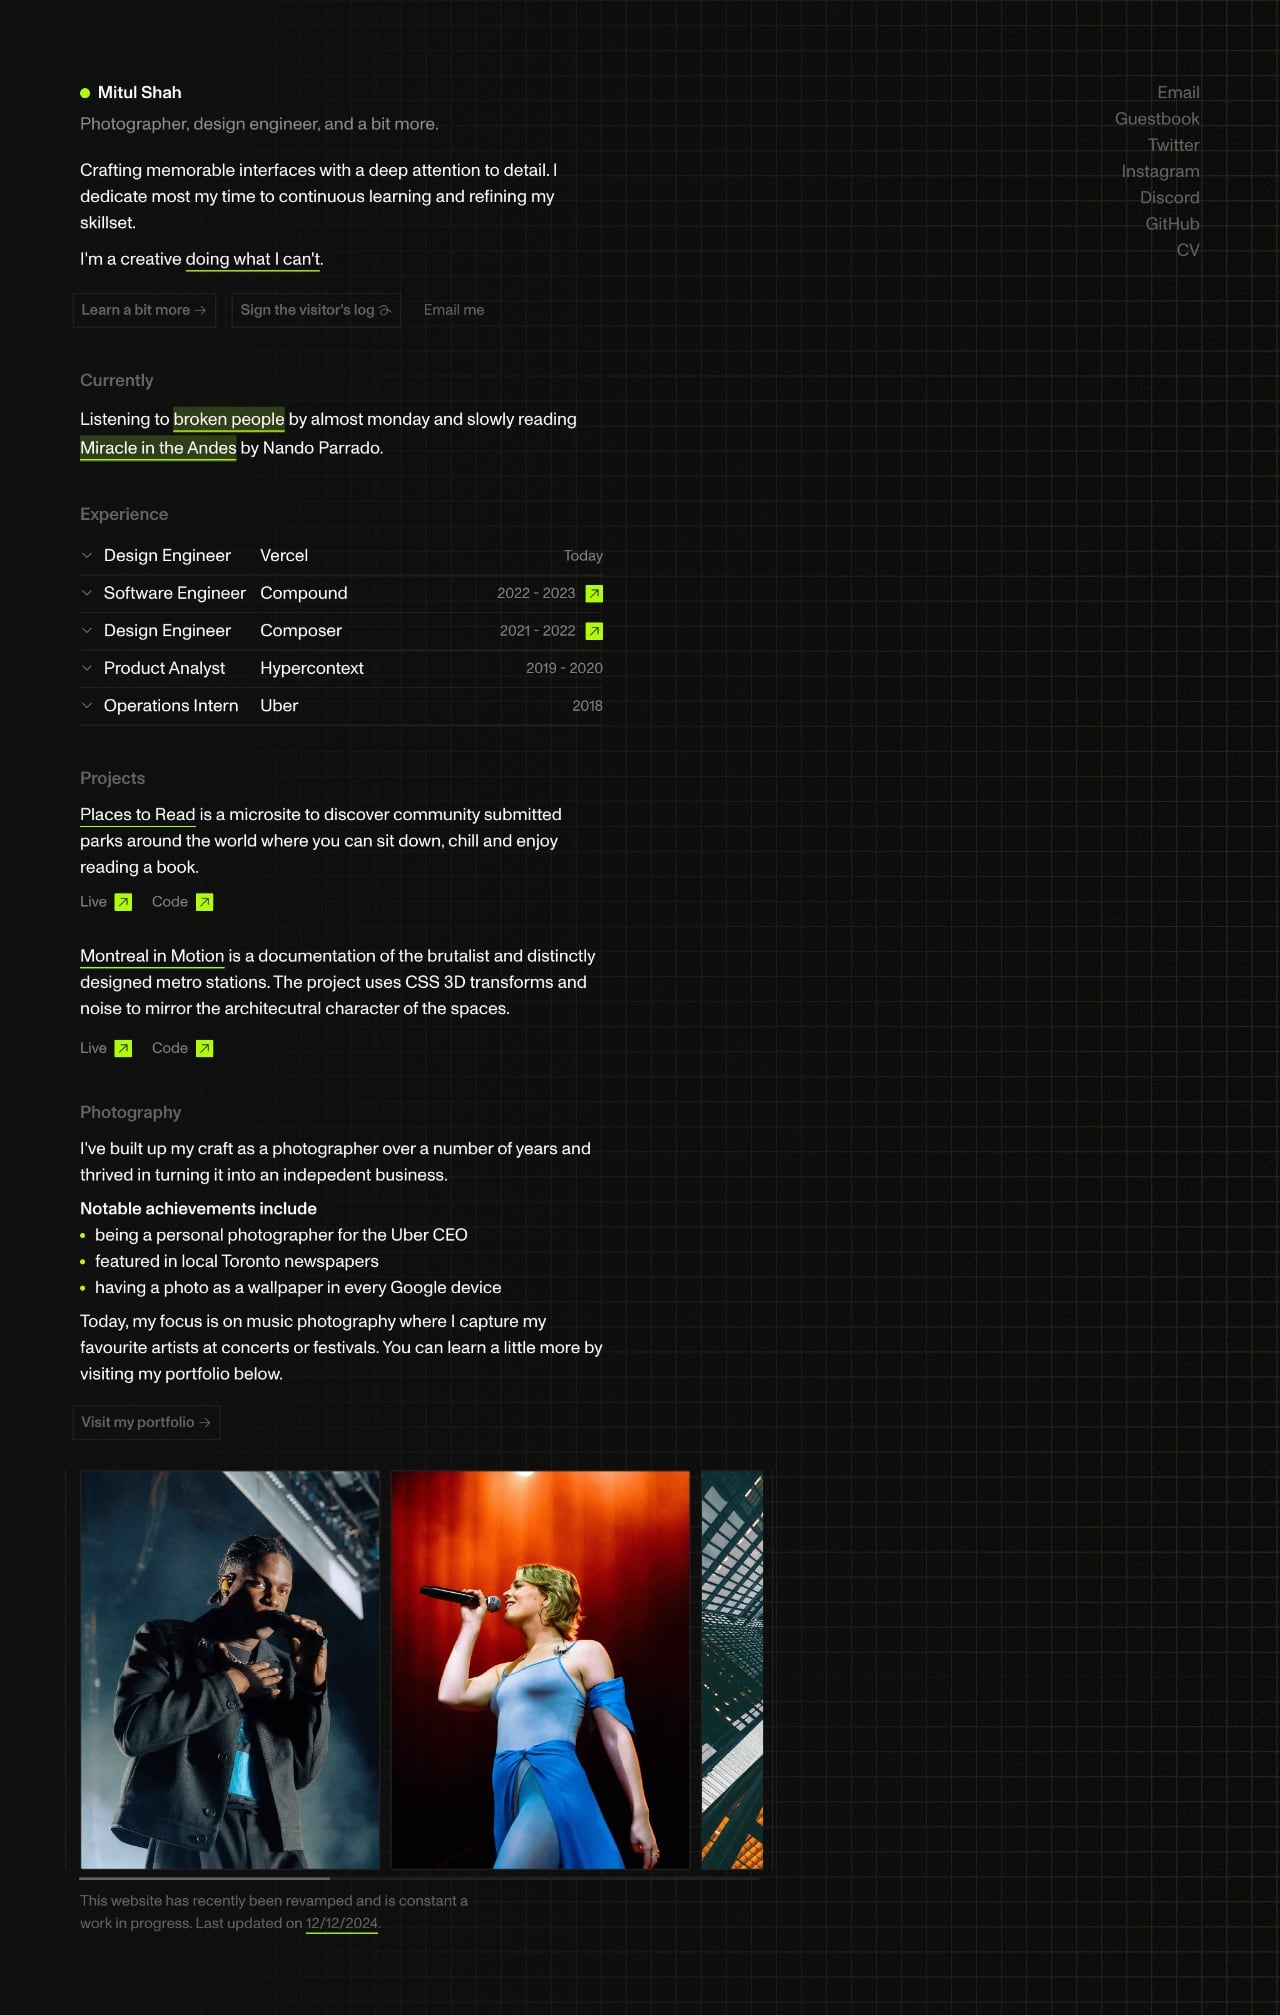 Mitul Shah
Photographer, design engineer, and a bit more.
Crafting memorable interfaces with a deep attention to detail. I
dedicate most my time to continuous learning and refining my
skillset.
I'm a creative doing what I can't.
Learn a bit more →
Sign the visitor's log
Email me
Email
Guestbook
Twitter
Instagram
Discord
GitHub
CV
Currently
Listening to broken people by almost monday and slowly reading
Miracle in the Andes by Nando Parrado.
Experience
Design Engineer Vercel Today
Software Engineer Compound 2022 - 2023
Design Engineer Composer 2021 - 2022
Product Analyst Hypercontext 2019 - 2020
Operations Intern Uber 2018
Projects
Places to Read is a microsite to discover community submitted
parks around the world where you can sit down, chill and enjoy
reading a book.
Live Code
Montreal in Motion is a documentation of the brutalist and distinctly
designed metro stations. The project uses CSS 3D transforms and
noise to mirror the architecutral character of the spaces.
Live Code
Photography
I've built up my craft as a photographer over a number of years and
thrived in turning it into an indepedent business.
Notable achievements include
• being a personal photographer for the Uber CEO
• featured in local Toronto newspapers
• having a photo as a wallpaper in every Google device
Today, my focus is on music photography where I capture my
favourite artists at concerts or festivals. You can learn a little more by
visiting my portfolio below.
Visit my portfolio →
This website has recently been revamped and is constant a
work in progress. Last updated on 12/12/2024.